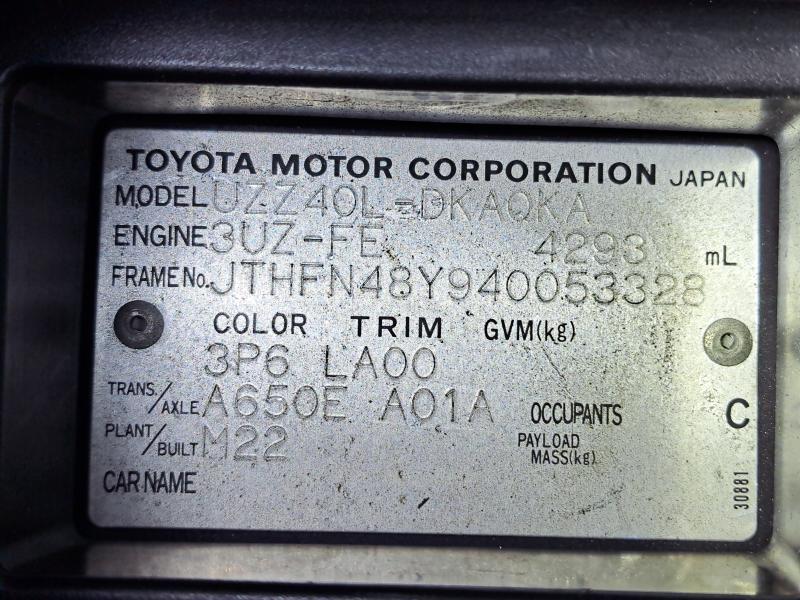 TOYOTA MOTOR CORPORATION JAPAN
MODEL UZZ40L-DKAQKA
ENGINE 3UZ-FE 4293 mL
FRAME No. JTHFN48Y940053328
COLOR TRIM GVM(kg)
3P6 LA00
TRANS./AXLE A650E A01A OCCUPANTS C
PLANT/BUILT M22 PAYLOAD MASS(kg)
CAR NAME
30881